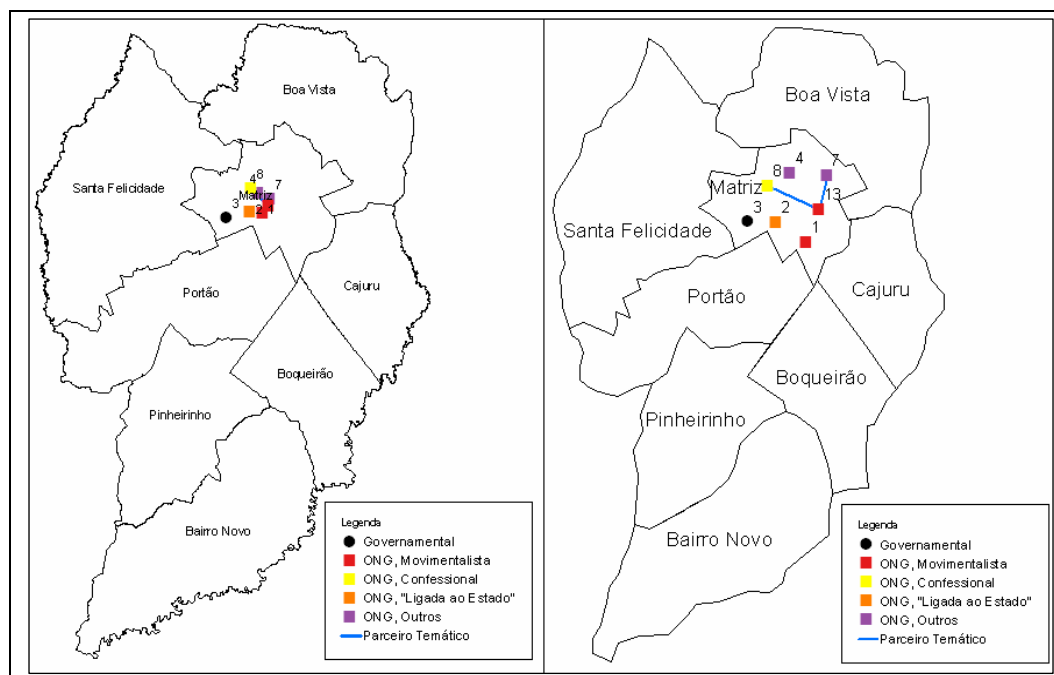 Boa Vista
Santa Felicidade
4
8
7
Matriz
3
2
1
Portão
Cajuru
Boqueirão
Pinheirinho
Bairro Novo
Legenda
Governamental
ONG, Movimentalista
ONG, Confessional
ONG, "Ligada ao Estado"
ONG, Outros
Parceiro Temático
Boa Vista
4
7
8
Matriz
13
3
2
1
Santa Felicidade
Portão
Cajuru
Boqueirão
Pinheirinho
Bairro Novo
Legenda
Governamental
ONG, Movimentalista
ONG, Confessional
ONG, "Ligada ao Estado"
ONG, Outros
Parceiro Temático